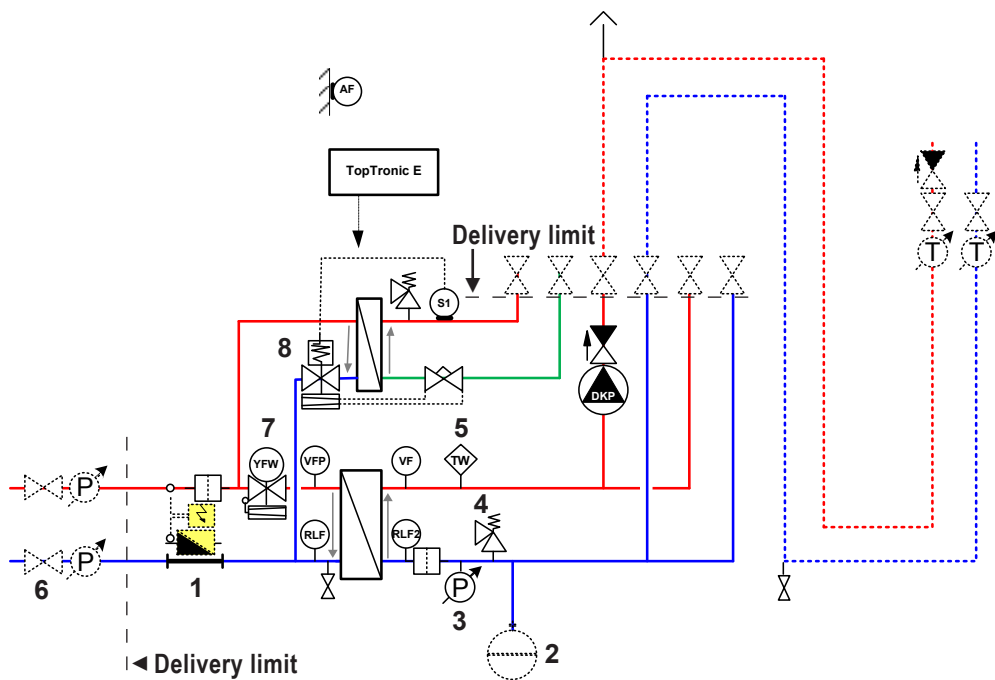 AF
TopTronic E
Delivery limit
S1
8
DKP
7
5
YFW
VFP
VF
TW
P
4
RLF
RLF2
P
6
1
P
3
2
Delivery limit
T
T